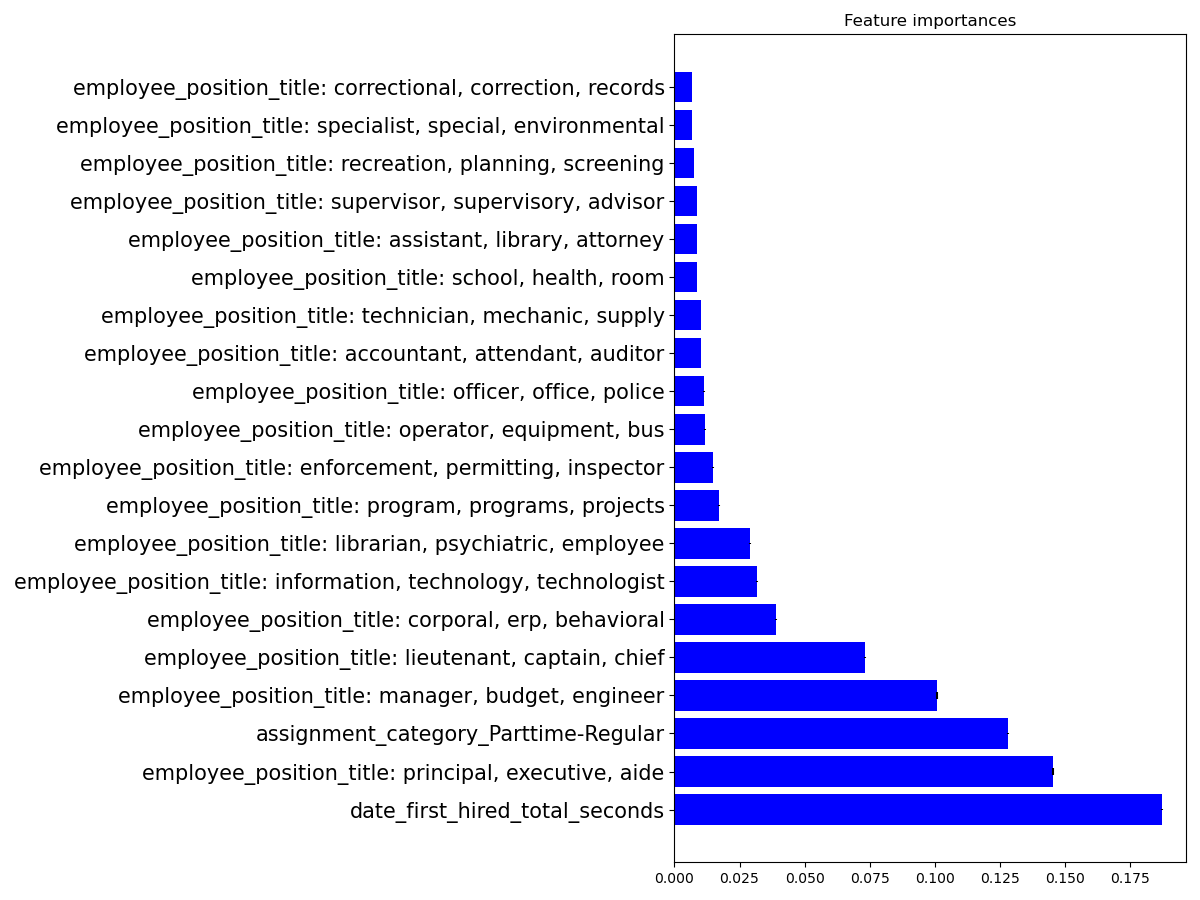 Feature importances
employee_position_title: correctional, correction, records
employee_position_title: specialist, special, environmental
employee_position_title: recreation, planning, screening
employee_position_title: supervisor, supervisory, advisor
employee_position_title: assistant, library, attorney
employee_position_title: school, health, room
employee_position_title: technician, mechanic, supply
employee_position_title: accountant, attendant, auditor
employee_position_title: officer, office, police
employee_position_title: operator, equipment, bus
employee_position_title: enforcement, permitting, inspector
employee_position_title: program, programs, projects
employee_position_title: librarian, psychiatric, employee
employee_position_title: information, technology, technologist
employee_position_title: corporal, erp, behavioral
employee_position_title: lieutenant, captain, chief
employee_position_title: manager, budget, engineer
assignment_category_Parttime-Regular
employee_position_title: principal, executive, aide
date_first_hired_total_seconds
0.000 0.025 0.050 0.075 0.100 0.125 0.150 0.175